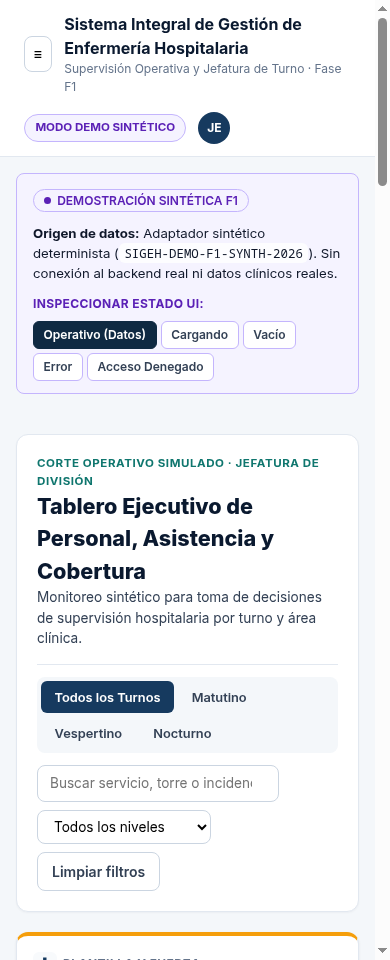 Sistema Integral de Gestión de
Enfermería Hospitalaria
Supervisión Operativa y Jefatura de Turno · Fase
F1
MODO DEMO SINTÉTICO
JE
DEMOSTRACIÓN SINTÉTICA F1
Origen de datos: Adaptador sintético
determinista ( SIGEH-DEMO-F1-SYNTH-2026 ). Sin
conexión al backend real ni datos clínicos reales.
INSPECCIONAR ESTADO UI:
Operativo (Datos) Cargando Vacío
Error Acceso Denegado
CORTE OPERATIVO SIMULADO · JEFATURA DE
DIVISIÓN
Tablero Ejecutivo de
Personal, Asistencia y
Cobertura
Monitoreo sintético para toma de decisiones
de supervisión hospitalaria por turno y área
clínica.
Todos los Turnos Matutino
Vespertino Nocturno
Buscar servicio, torre o inciden
Todos los niveles
Limpiar filtros